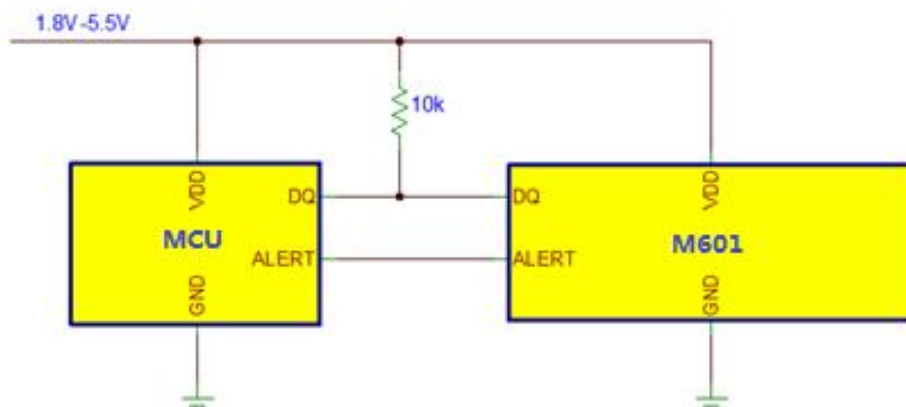 1.8V-5.5V
10k
VDD
DQ
MCU
ALERT
GND
VDD
DQ
M601
ALERT
GND